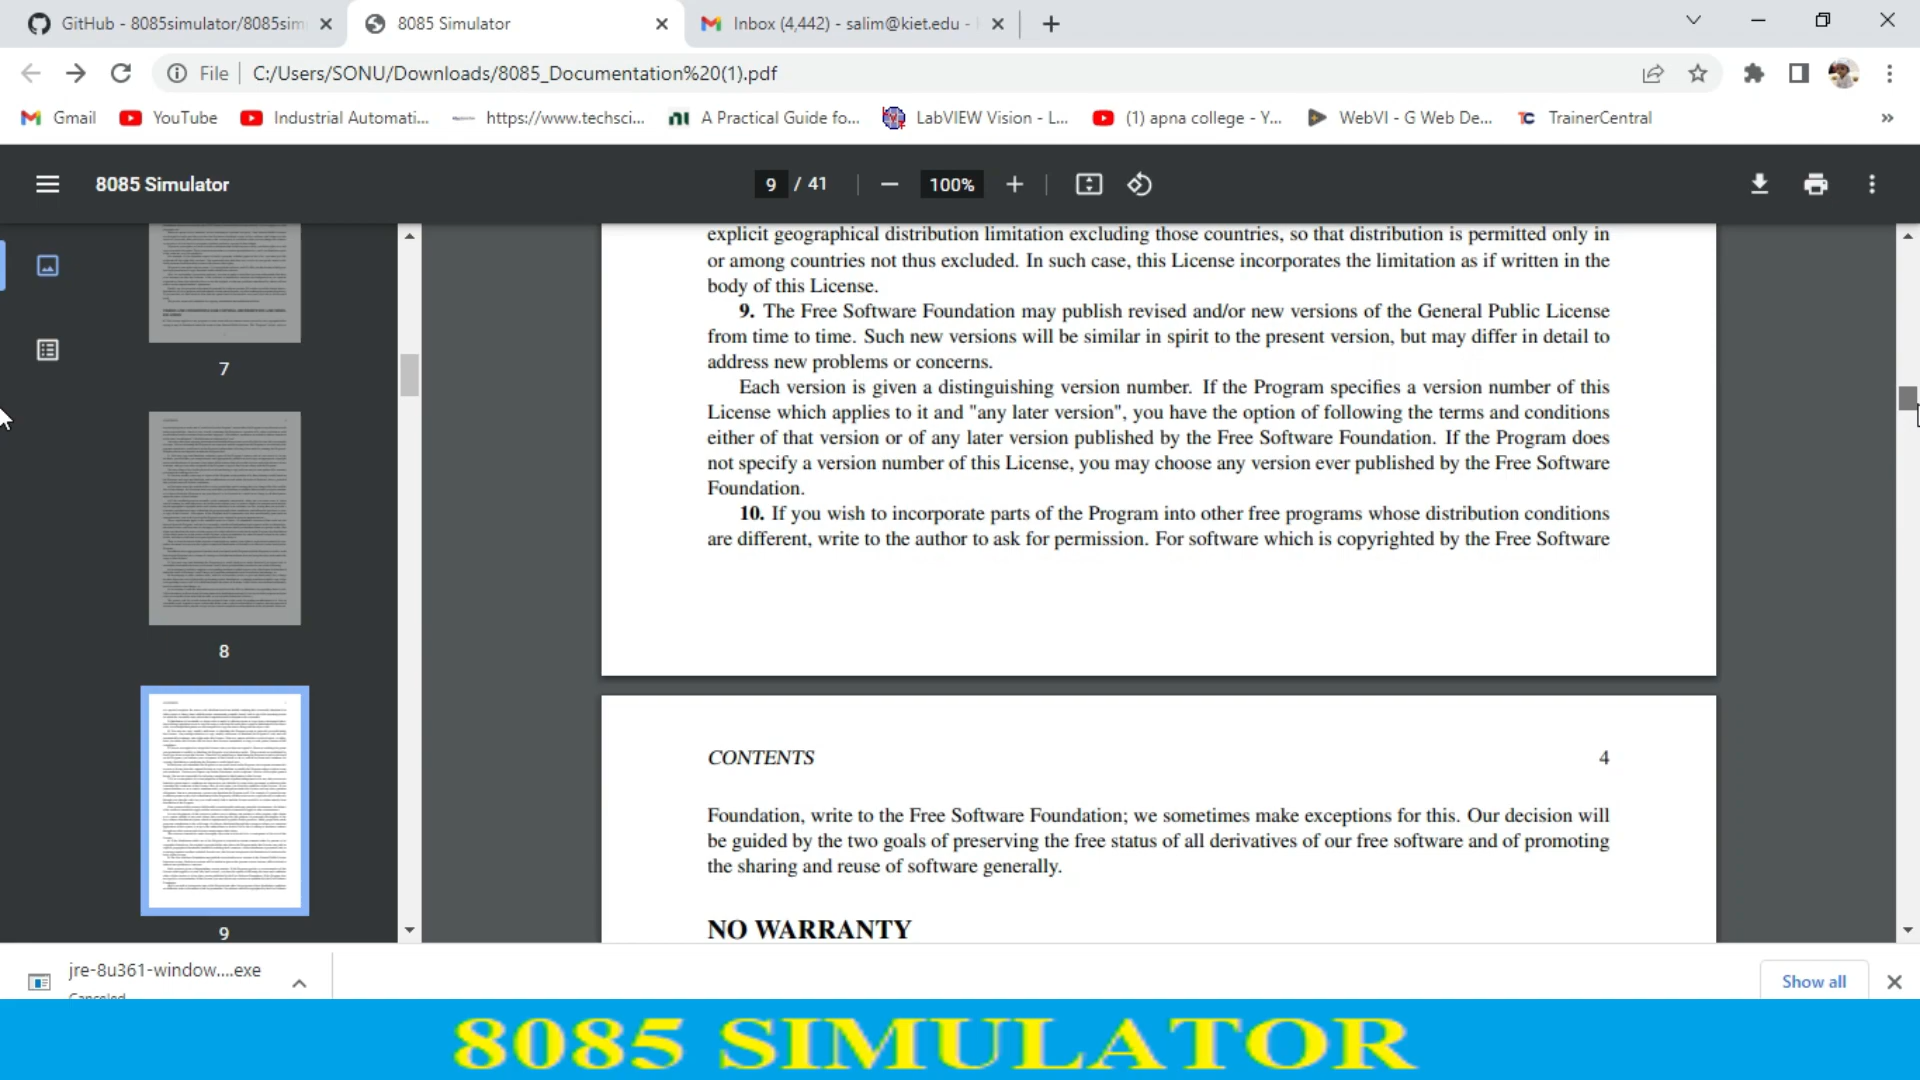 GitHub - 8085simulator/8085sim
8085 Simulator
Inbox (4,442) - salim@kiet.edu -
File
C:/Users/SONU/Downloads/8085_Documentation%20(1).pdf
Gmail
YouTube
Industrial Automati...
https://www.techsci...
A Practical Guide fo...
LabVIEW Vision - L...
(1) apna college - Y...
WebVI - G Web De...
TrainerCentral
»
8085 Simulator
9 / 41
100%
7
8
9
explicit geographical distribution limitation excluding those countries, so that distribution is permitted only in
or among countries not thus excluded. In such case, this License incorporates the limitation as if written in the
body of this License.
9. The Free Software Foundation may publish revised and/or new versions of the General Public License
from time to time. Such new versions will be similar in spirit to the present version, but may differ in detail to
address new problems or concerns.
Each version is given a distinguishing version number. If the Program specifies a version number of this
License which applies to it and "any later version", you have the option of following the terms and conditions
either of that version or of any later version published by the Free Software Foundation. If the Program does
not specify a version number of this License, you may choose any version ever published by the Free Software
Foundation.
10. If you wish to incorporate parts of the Program into other free programs whose distribution conditions
are different, write to the author to ask for permission. For software which is copyrighted by the Free Software
CONTENTS 4
Foundation, write to the Free Software Foundation; we sometimes make exceptions for this. Our decision will
be guided by the two goals of preserving the free status of all derivatives of our free software and of promoting
the sharing and reuse of software generally.
NO WARRANTY
jre-8u361-window....exe
Canceled
Show all
8085 SIMULATOR